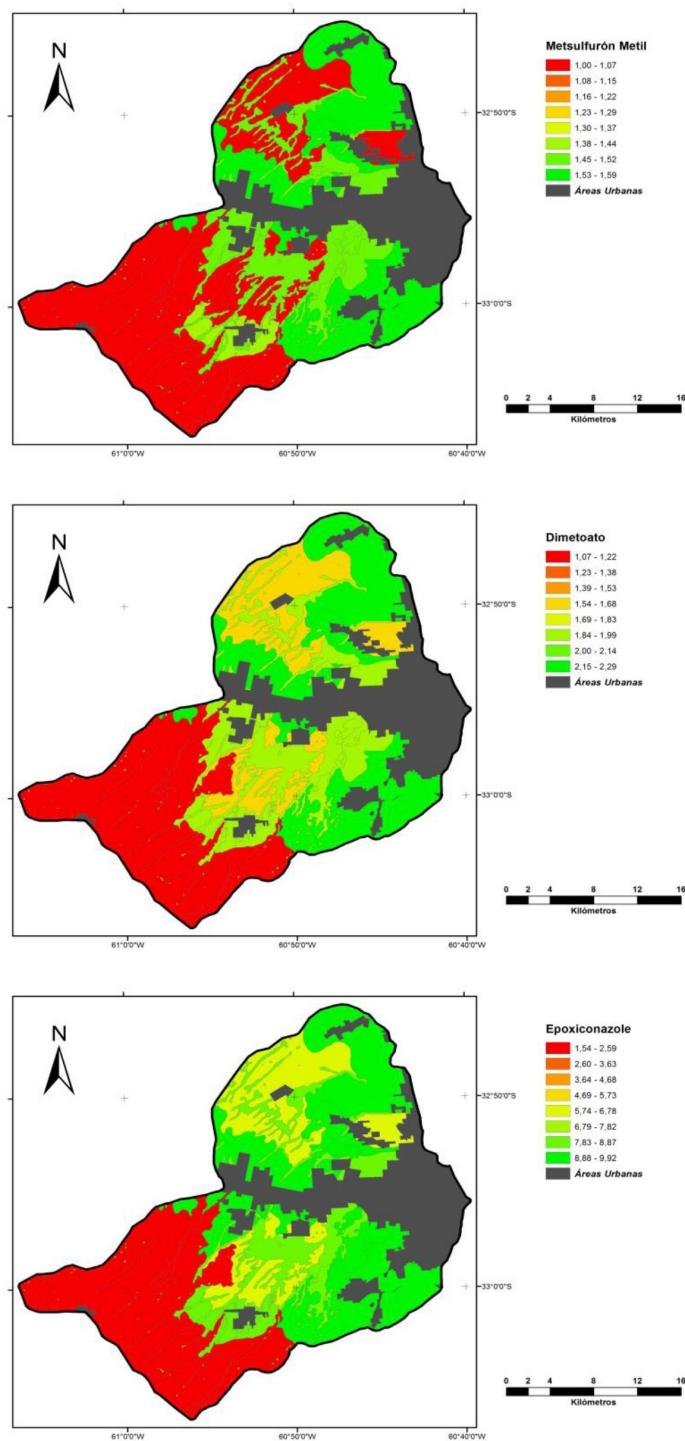 N
Metsulfurón Metil
1,00 - 1,07
1,08 - 1,15
1,16 - 1,22
1,23 - 1,29
1,30 - 1,37
1,38 - 1,44
1,45 - 1,52
1,53 - 1,59
Áreas Urbanas
32°50'0"S
33°0'0"S
0 2 4 8 12 16
Kilómetros
61°0'0"W 60°50'0"W 60°40'0"W
N
Dimetoato
1,07 - 1,22
1,23 - 1,38
1,39 - 1,53
1,54 - 1,68
1,69 - 1,83
1,84 - 1,99
2,00 - 2,14
2,15 - 2,29
Áreas Urbanas
32°50'0"S
33°0'0"S
0 2 4 8 12 16
Kilómetros
61°0'0"W 60°50'0"W 60°40'0"W
N
Epoxiconazole
1,54 - 2,59
2,60 - 3,63
3,64 - 4,68
4,69 - 5,73
5,74 - 6,78
6,79 - 7,82
7,83 - 8,87
8,88 - 9,92
Áreas Urbanas
32°50'0"S
33°0'0"S
0 2 4 8 12 16
Kilómetros
61°0'0"W 60°50'0"W 60°40'0"W